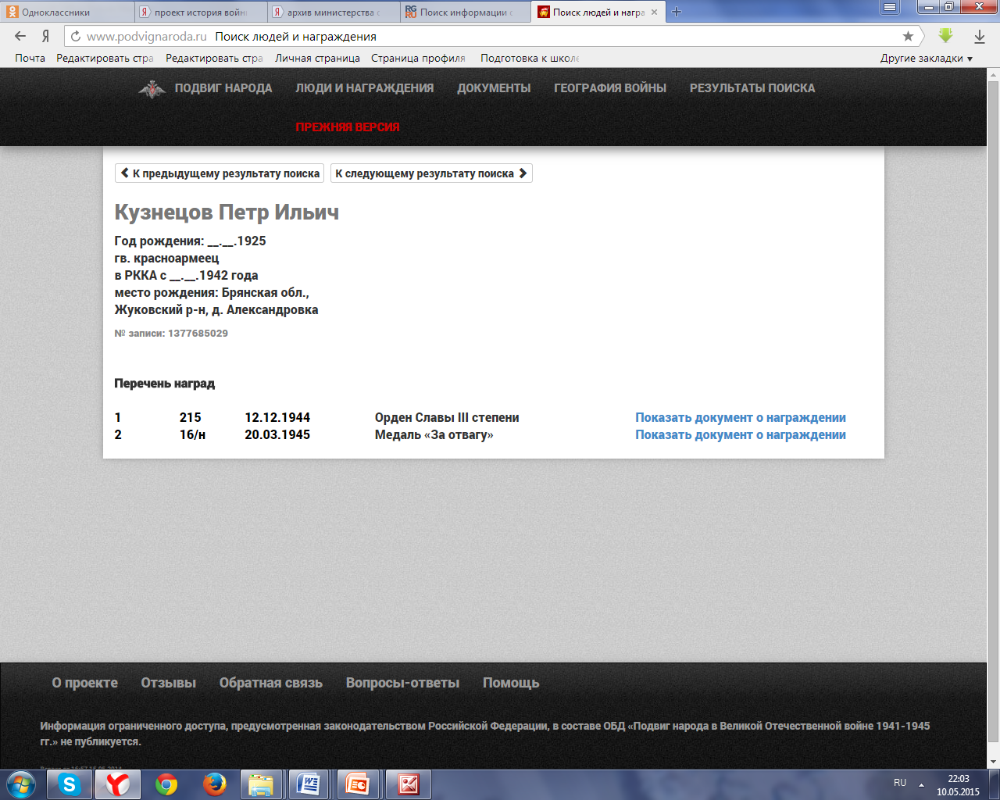 Одноклассники
проект история войн
архив министерства о
Поиск информации о
Поиск людей и награ
www.podvignaroda.ru Поиск людей и награждения
Почта Редактировать стра Редактировать стра Личная страница Страница профиля Подготовка к школе Другие закладки
ПОДВИГ НАРОДА ЛЮДИ И НАГРАЖДЕНИЯ ДОКУМЕНТЫ ГЕОГРАФИЯ ВОЙНЫ РЕЗУЛЬТАТЫ ПОИСКА
ПРЕЖНЯЯ ВЕРСИЯ
К предыдущему результату поиска К следующему результату поиска
Кузнецов Петр Ильич
Год рождения: __.__.1925
гв. красноармеец
в РККА с __.__.1942 года
место рождения: Брянская обл.,
Жуковский р-н, д. Александровка
№ записи: 1377685029
Перечень наград
1 215 12.12.1944 Орден Славы III степени Показать документ о награждении
2 16/н 20.03.1945 Медаль «За отвагу» Показать документ о награждении
О проекте Отзывы Обратная связь Вопросы-ответы Помощь
Информация ограниченного доступа, предусмотренная законодательством Российской Федерации, в составе ОБД «Подвиг народа в Великой Отечественной войне 1941-1945
гг.» не публикуется.
RU 22:03
10.05.2015